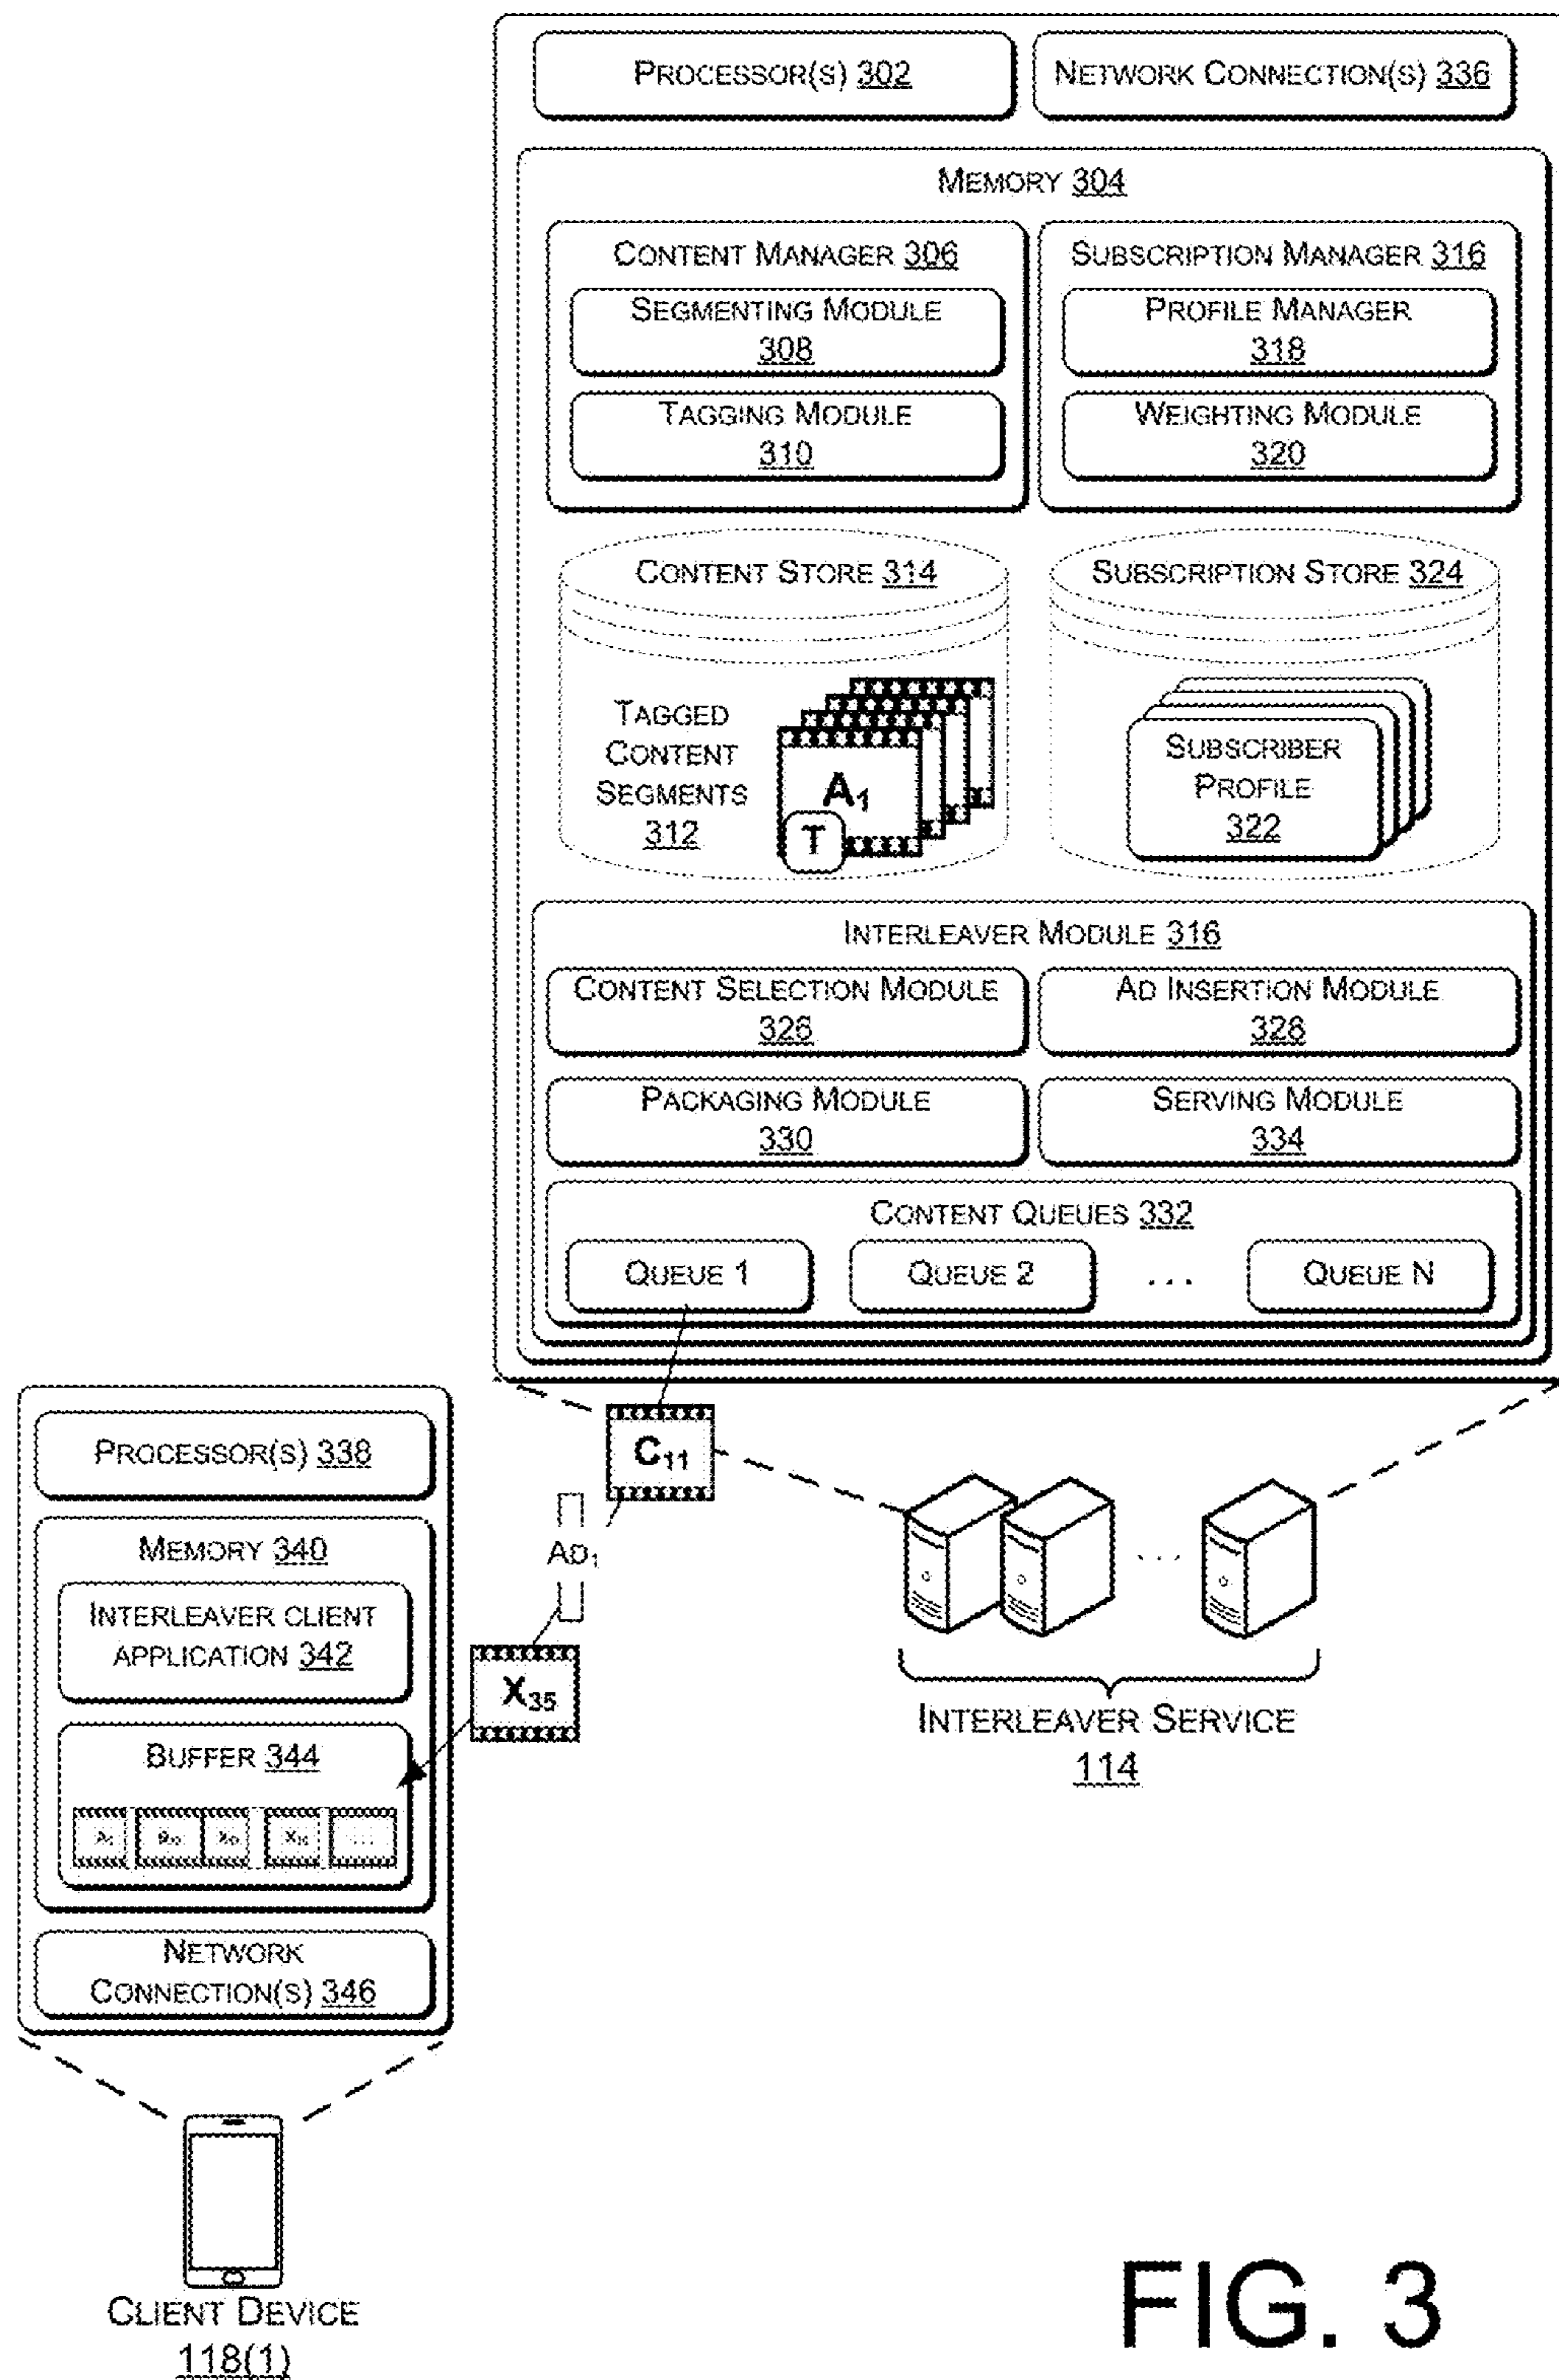 PROCESSOR(S) 302
NETWORK CONNECTION(S) 336
MEMORY 304
CONTENT MANAGER 306
SEGMENTING MODULE
308
TAGGING MODULE
310
SUBSCRIPTION MANAGER 316
PROFILE MANAGER
318
WEIGHTING MODULE
320
CONTENT STORE 314
TAGGED
CONTENT
SEGMENTS
312
A1
T
SUBSCRIPTION STORE 324
SUBSCRIBER
PROFILE
322
INTERLEAVER MODULE 316
CONTENT SELECTION MODULE
326
AD INSERTION MODULE
328
PACKAGING MODULE
330
SERVING MODULE
334
CONTENT QUEUES 332
QUEUE 1
QUEUE 2
...
QUEUE N
C11
AD1
X35
PROCESSOR(S) 338
MEMORY 340
INTERLEAVER CLIENT
APPLICATION 342
BUFFER 344
NETWORK
CONNECTION(S) 346
...
INTERLEAVER SERVICE
114
CLIENT DEVICE
118(1)
FIG. 3